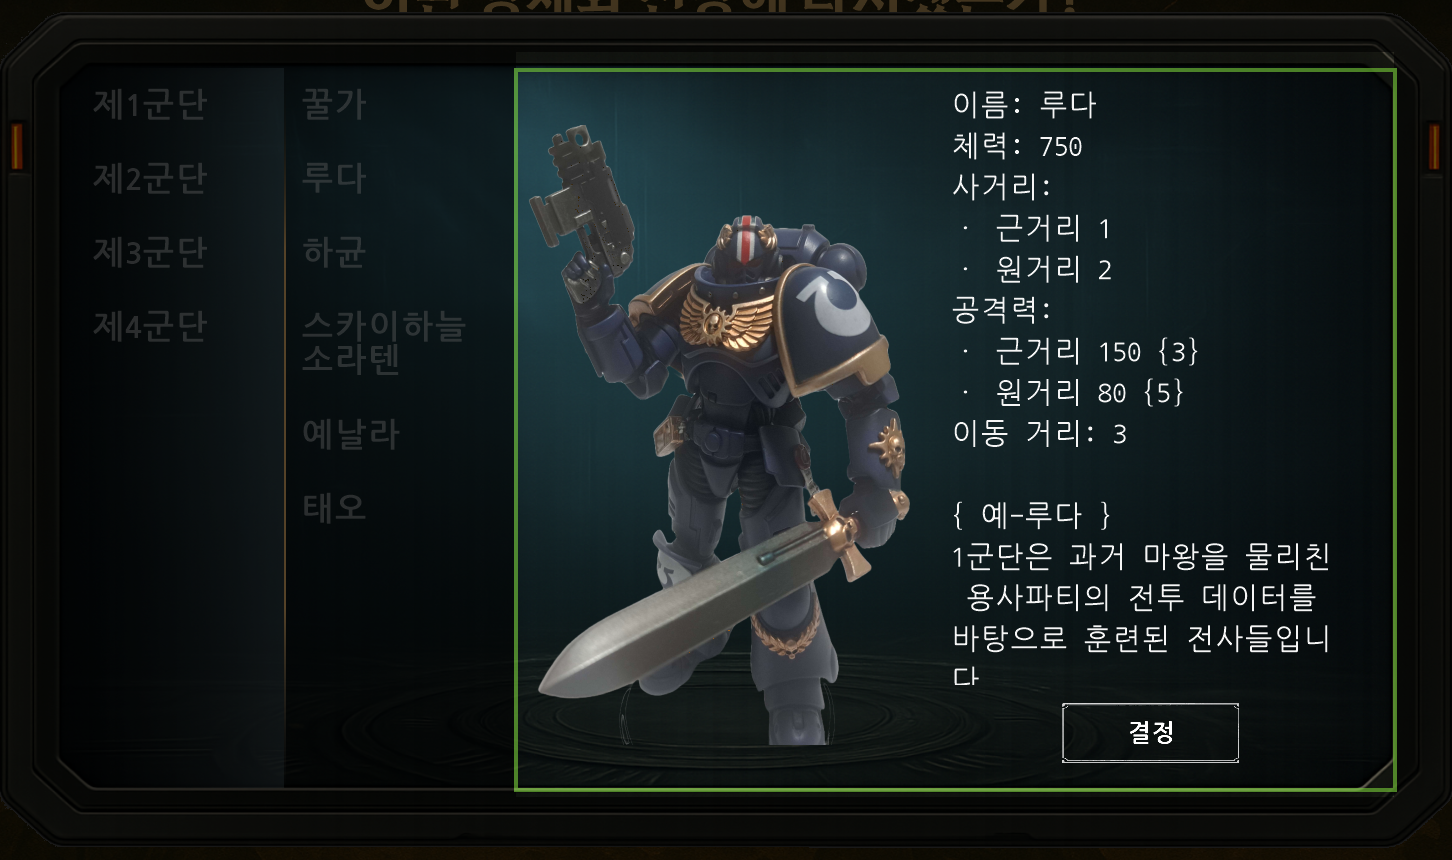 이름: 루다
체력: 750
사거리:
· 근거리 1
· 원거리 2
공격력:
· 근거리 150 {3}
· 원거리 80 {5}
이동 거리: 3
{ 예-루다 }
1군단은 과거 마왕을 물리친
용사파티의 전투 데이터를
바탕으로 훈련된 전사들입니
다
결정
제1군단
제2군단
제3군단
제4군단
꿀가
루다
하균
스카이하늘
소라텐
예날라
태오